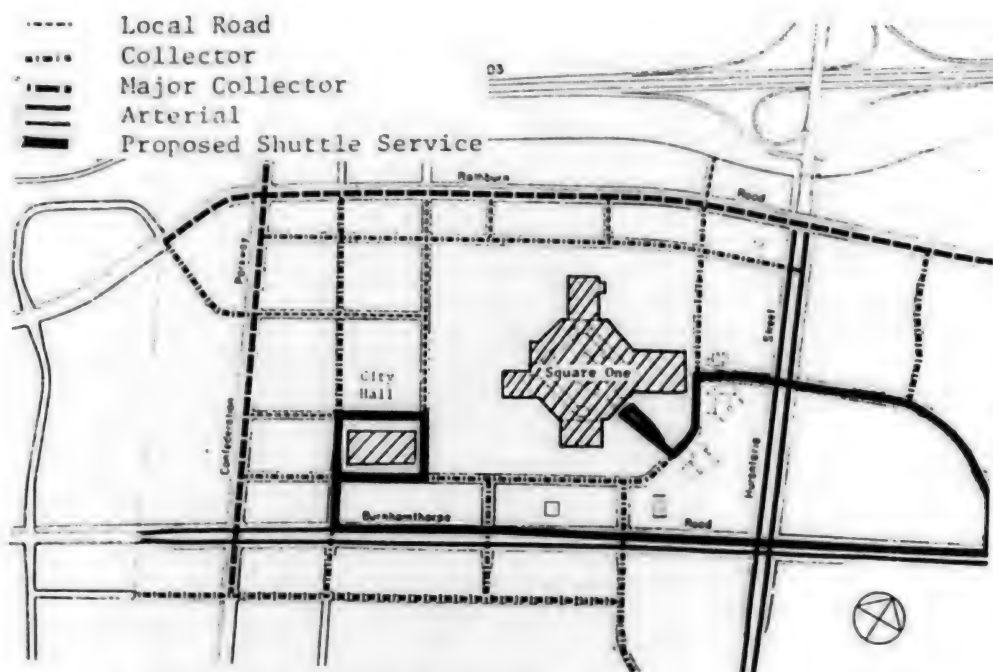 Local Road
Collector
Major Collector
Arterial
Proposed Shuttle Service
03
Rathburn
Road
Parkway
Street
Square One
City
Hall
Confederation
Hurontario
Burnhamthorpe
Road